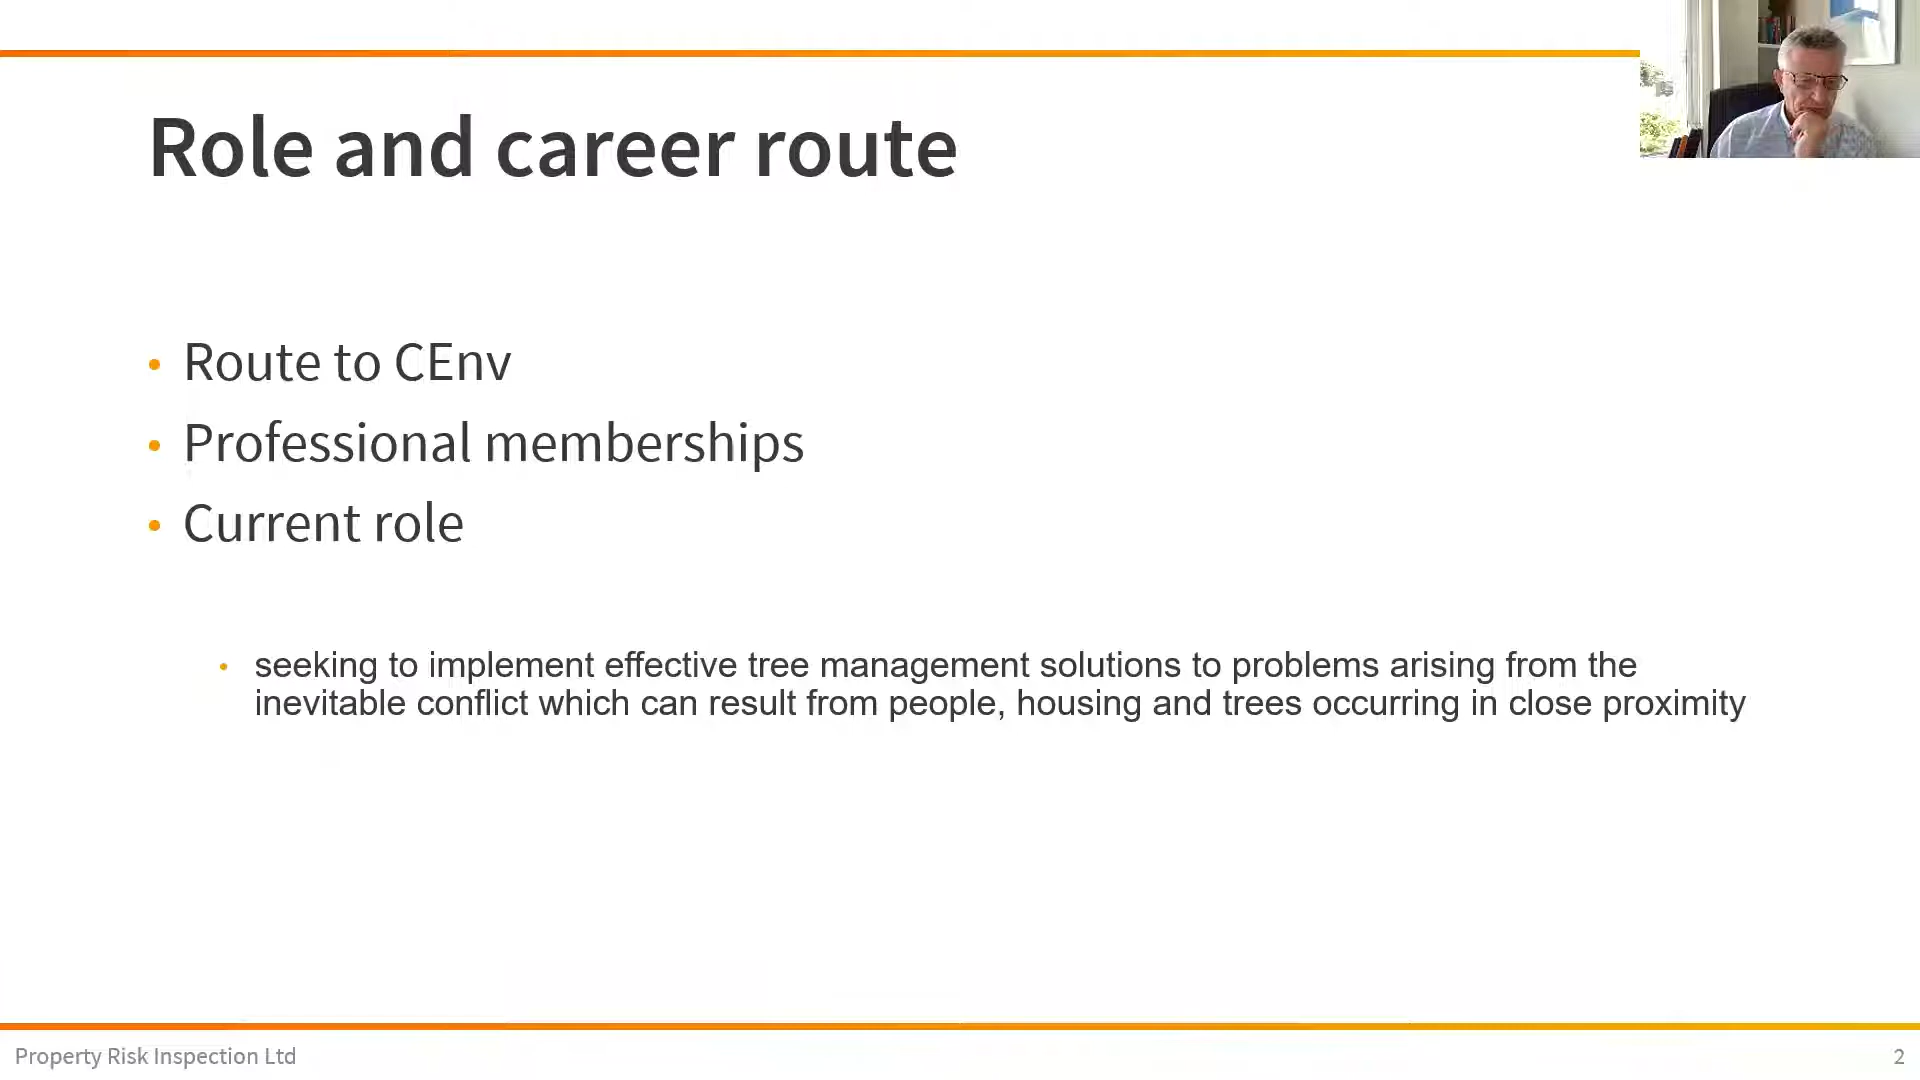 Role and career route
• Route to CEnv
• Professional memberships
• Current role
• seeking to implement effective tree management solutions to problems arising from the
inevitable conflict which can result from people, housing and trees occurring in close proximity
Property Risk Inspection Ltd
2